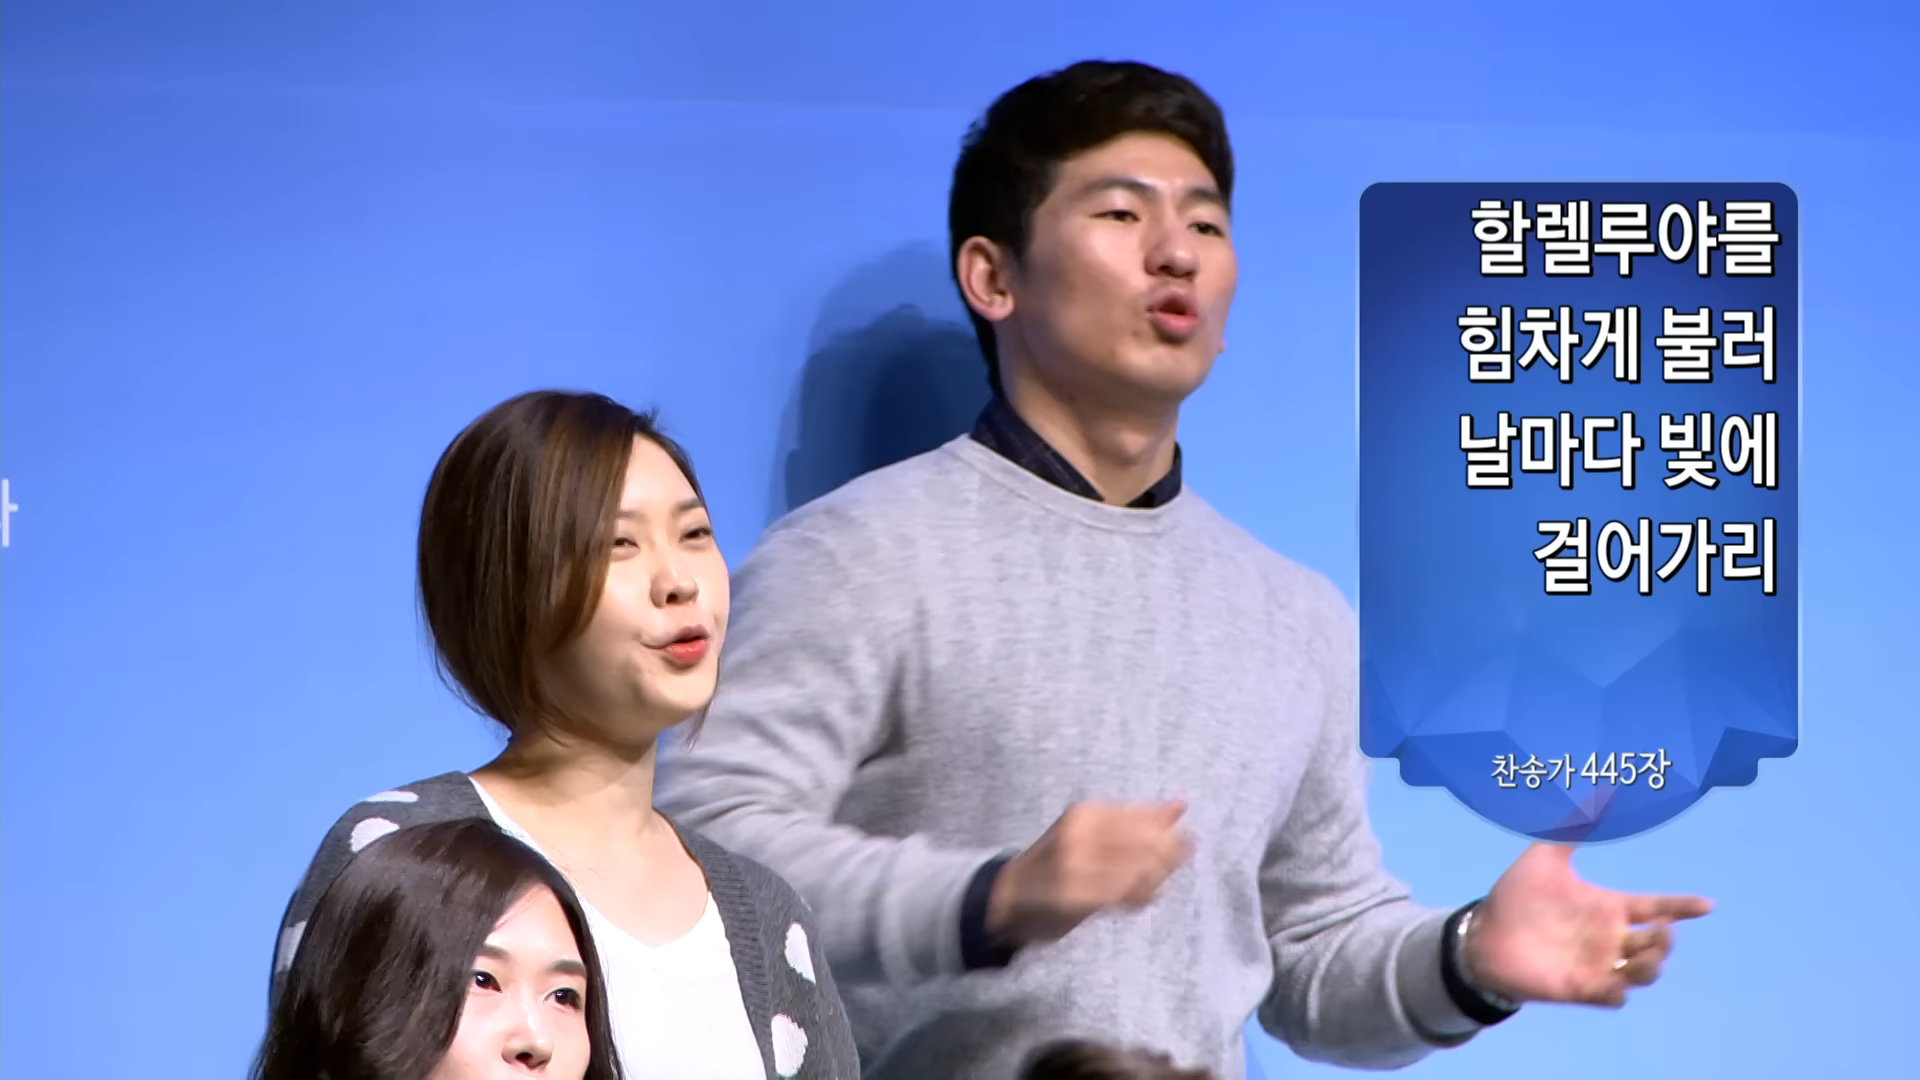 할렐루야를
힘차게 불러
날마다 빛에
걸어가리
찬송가 445장